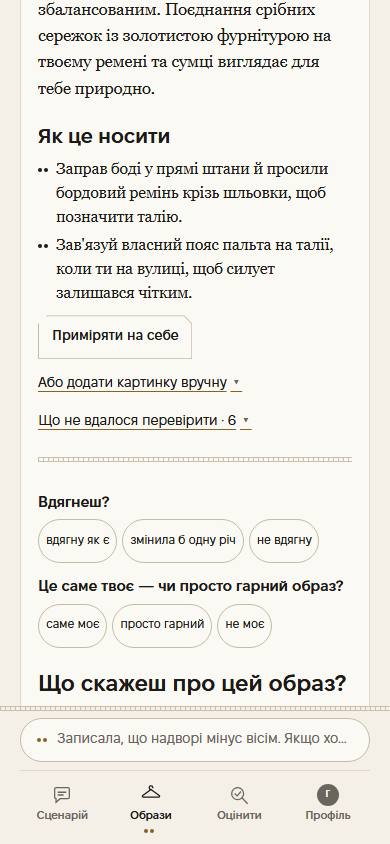 збалансованим. Поєднання срібних
сережок із золотистою фурнітурою на
твоєму ремені та сумці виглядає для
тебе природно.
Як це носити
•• Заправ боді у прямі штани й просили
бордовий ремінь крізь шльовки, щоб
позначити талію.
•• Зав'язуй власний пояс пальта на талії,
коли ти на вулиці, щоб силует
залишався чітким.
Приміряти на себе
Або додати картинку вручну ▾
Що не вдалося перевірити · 6 ▾
Вдягнеш?
вдягну як є
змінила б одну річ
не вдягну
Це саме твоє — чи просто гарний образ?
саме моє
просто гарний
не моє
Що скажеш про цей образ?
•• Записала, що надворі мінус вісім. Якщо хо...
Сценарій
Образи
Оцінити
Г
Профіль